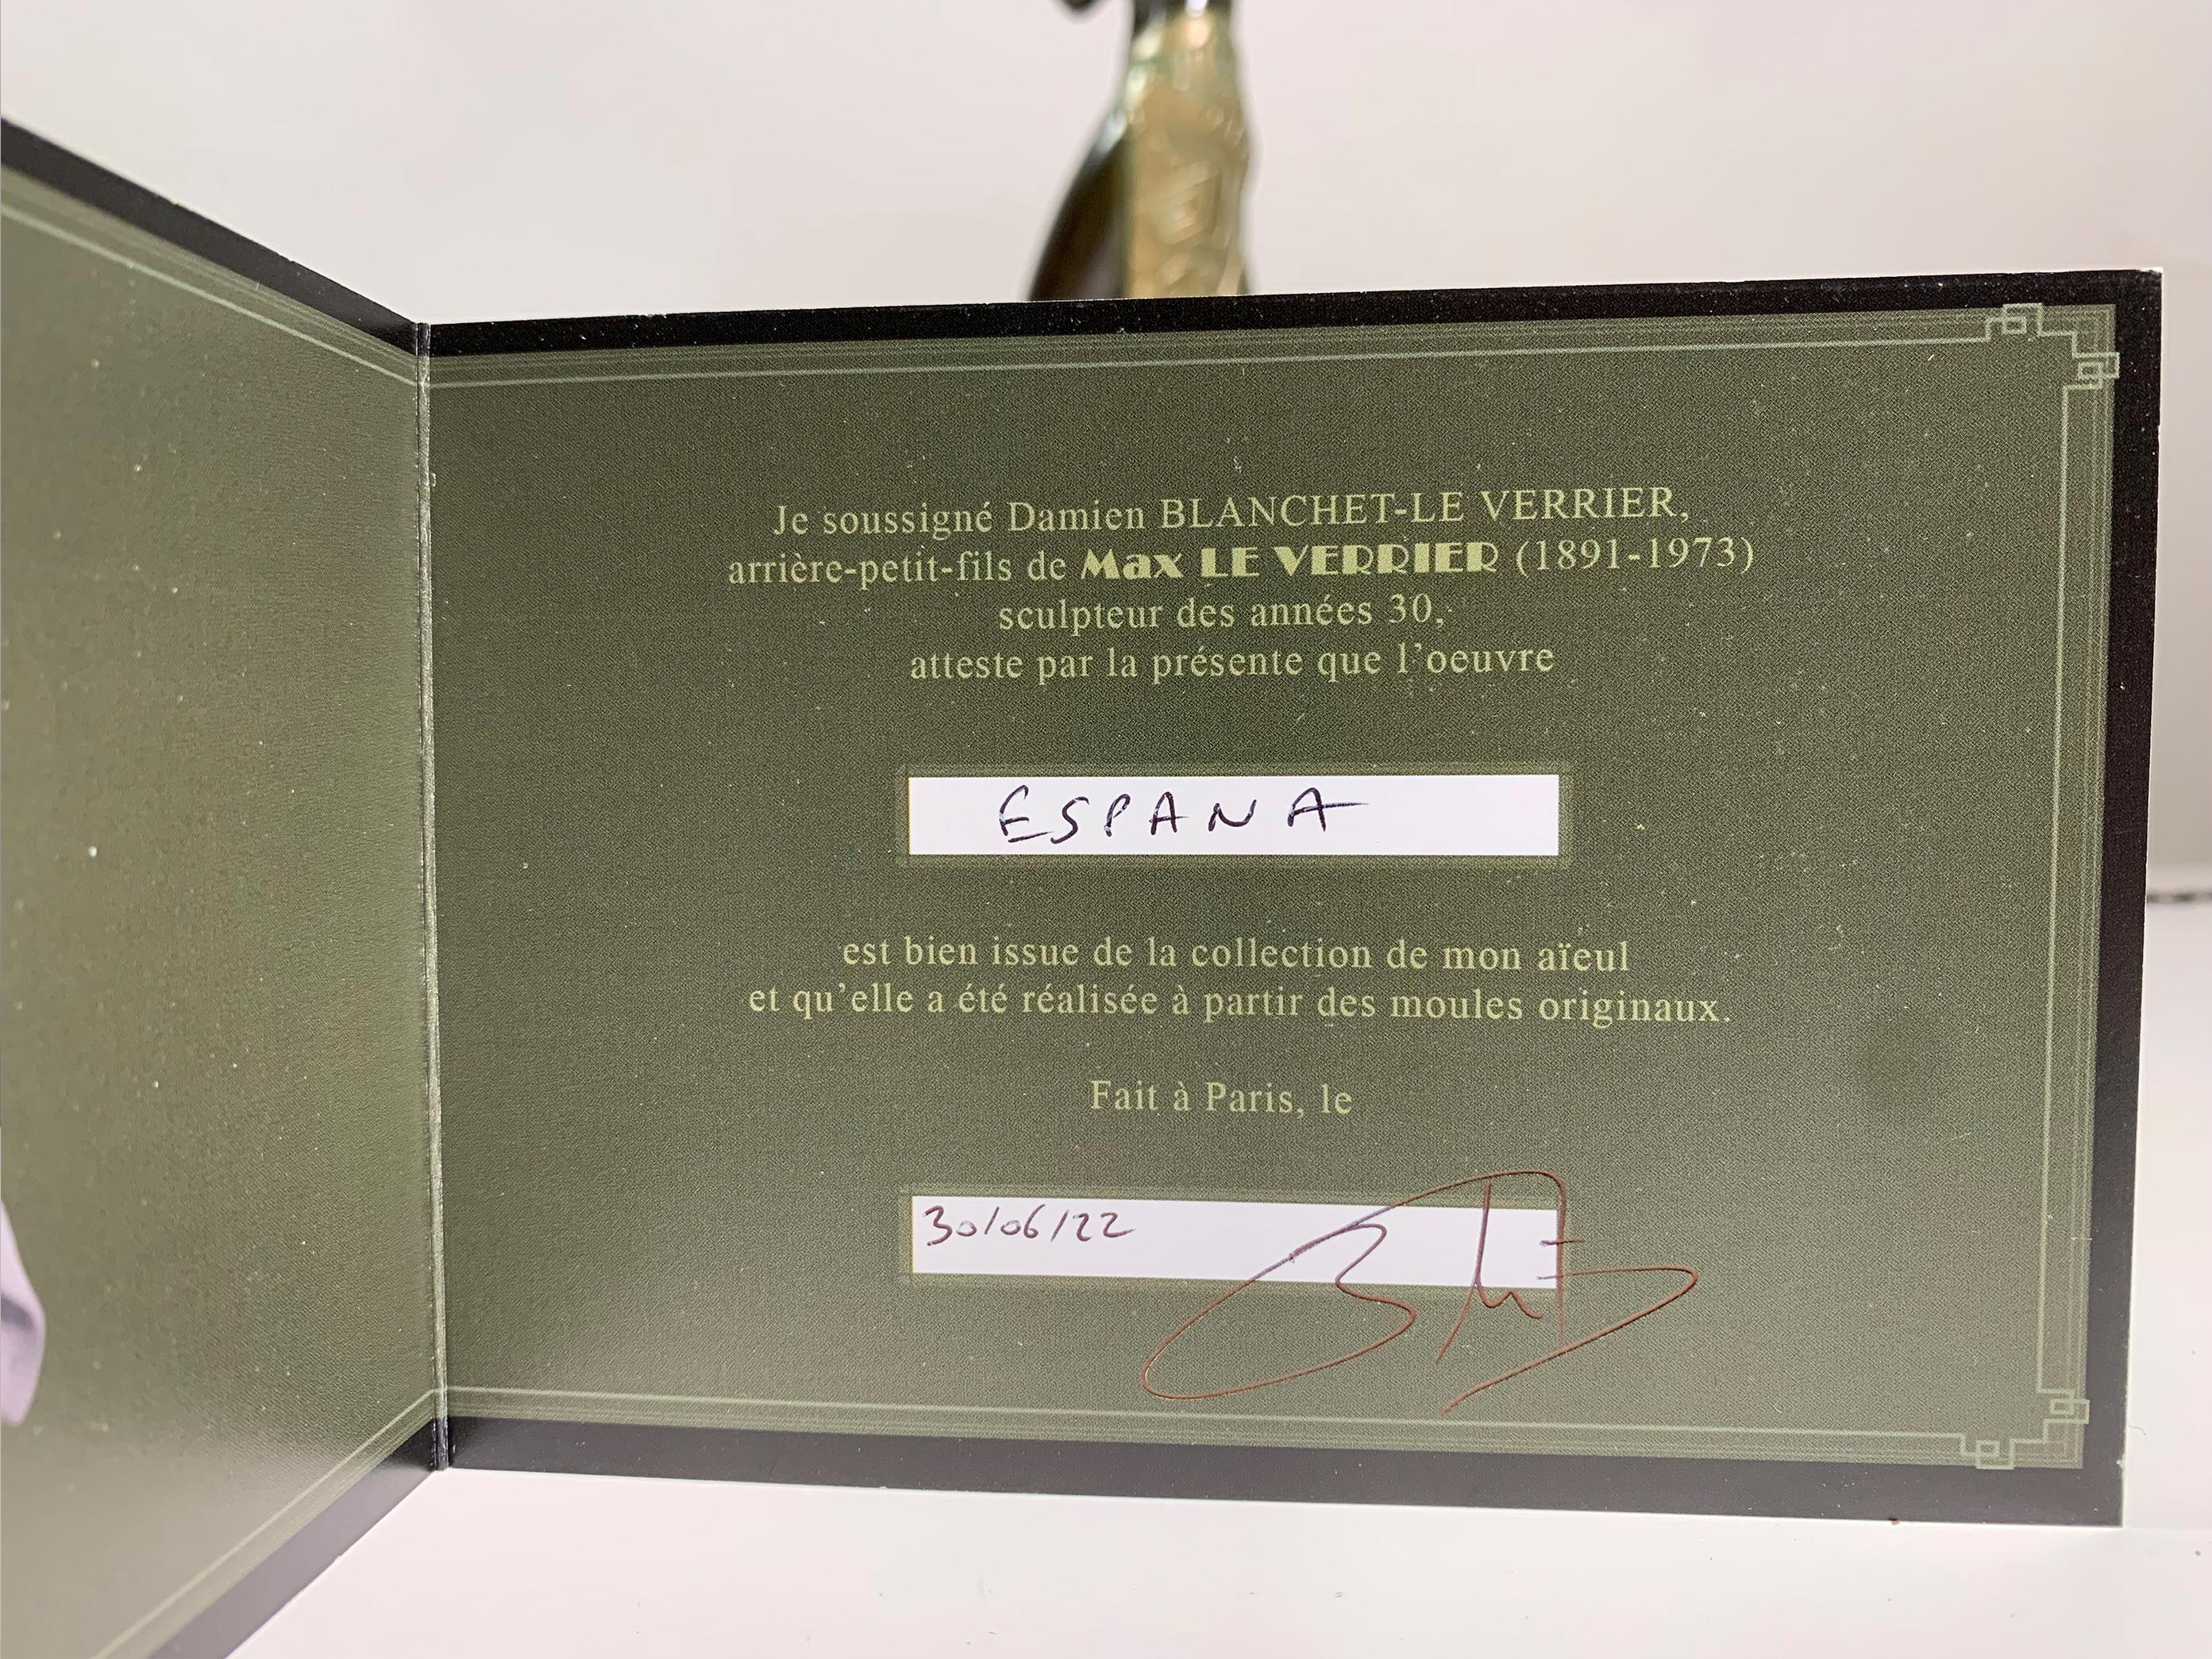 Je soussigné Damien BLANCHET-LE VERRIER,
arrière-petit-fils de Max LE VERRIER (1891-1973)
sculpteur des années 30,
atteste par la présente que l'oeuvre
ESPANA
est bien issue de la collection de mon aïeul
et qu'elle a été réalisée à partir des moules originaux.
Fait à Paris, le
30/06/22